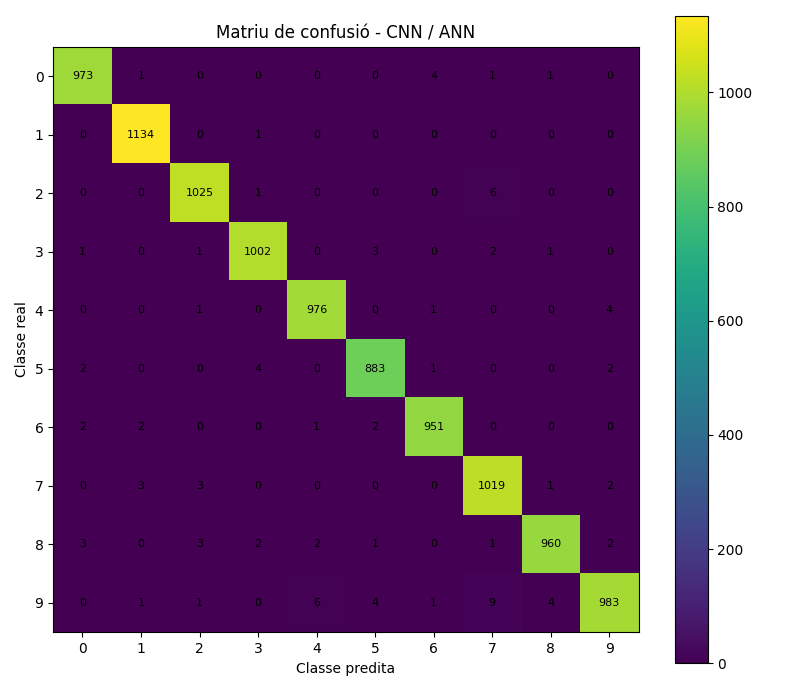 Matriu de confusió - CNN / ANN
0 973 1 0 0 0 0 4 1 1 0
1 0 1134 0 1 0 0 0 0 0 0
2 0 0 1025 1 0 0 0 6 0 0
3 1 0 1 1002 0 3 0 2 1 0
4 0 0 1 0 976 0 1 0 0 4
5 2 0 0 4 0 883 1 0 0 2
6 2 2 0 0 1 2 951 0 0 0
7 0 3 3 0 0 0 0 1019 1 2
8 3 0 3 2 2 1 0 1 960 2
9 0 1 1 0 6 4 1 9 4 983
0 1 2 3 4 5 6 7 8 9
Classe predita
Classe real
1000
800
600
400
200
0